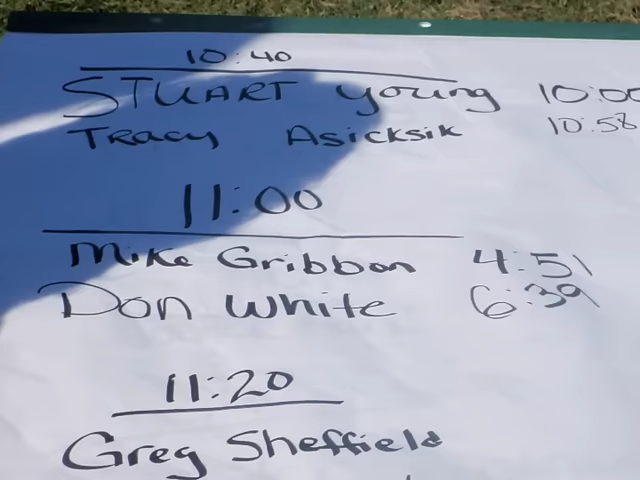 10:40
STUART Young 10:00
Tracy Asicksik 10:58
11:00
Mike Gribbon 4:51
Don White 6:39
11:20
Greg Sheffield